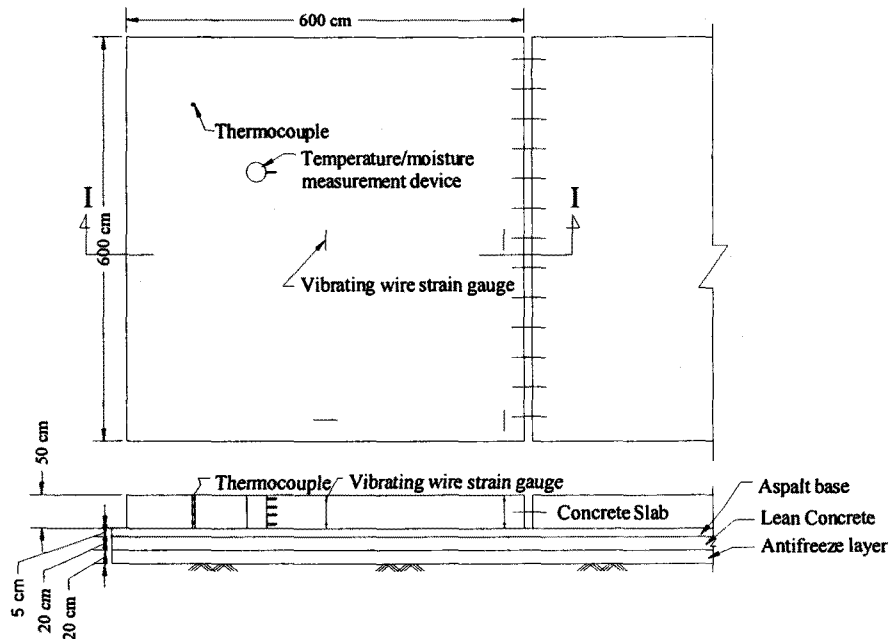 600 cm
Thermocouple
Temperature/moisture
measurement device
I
I
600 cm
Vibrating wire strain gauge
50 cm
Thermocouple
Vibrating wire strain gauge
Aspalt base
Concrete Slab
Lean Concrete
Antifreeze layer
5 cm
20 cm
20 cm